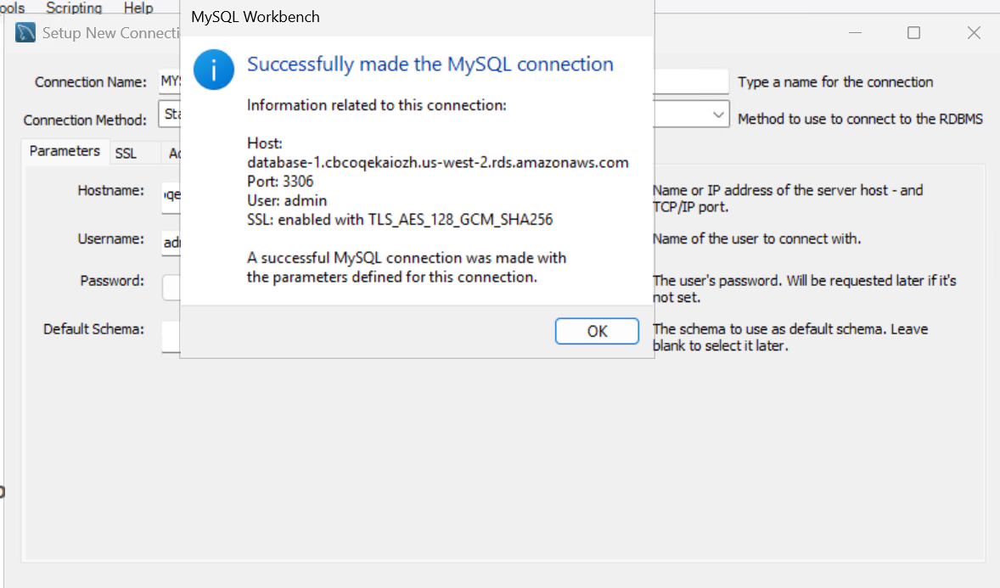 Scripting Help
MySQL Workbench
Setup New Connecti
Successfully made the MySQL connection
Connection Name:
MYS
Type a name for the connection
Information related to this connection:
Connection Method:
Sta
Method to use to connect to the RDBMS
Parameters SSL
Host:
database-1.cbcoqekaiozh.us-west-2.rds.amazonaws.com
Port: 3306
User: admin
SSL: enabled with TLS_AES_128_GCM_SHA256
A successful MySQL connection was made with
the parameters defined for this connection.
OK
Hostname:
Name or IP address of the server host - and
TCP/IP port.
Username:
Name of the user to connect with.
Password:
The user's password. Will be requested later if it's
not set.
Default Schema:
The schema to use as default schema. Leave
blank to select it later.